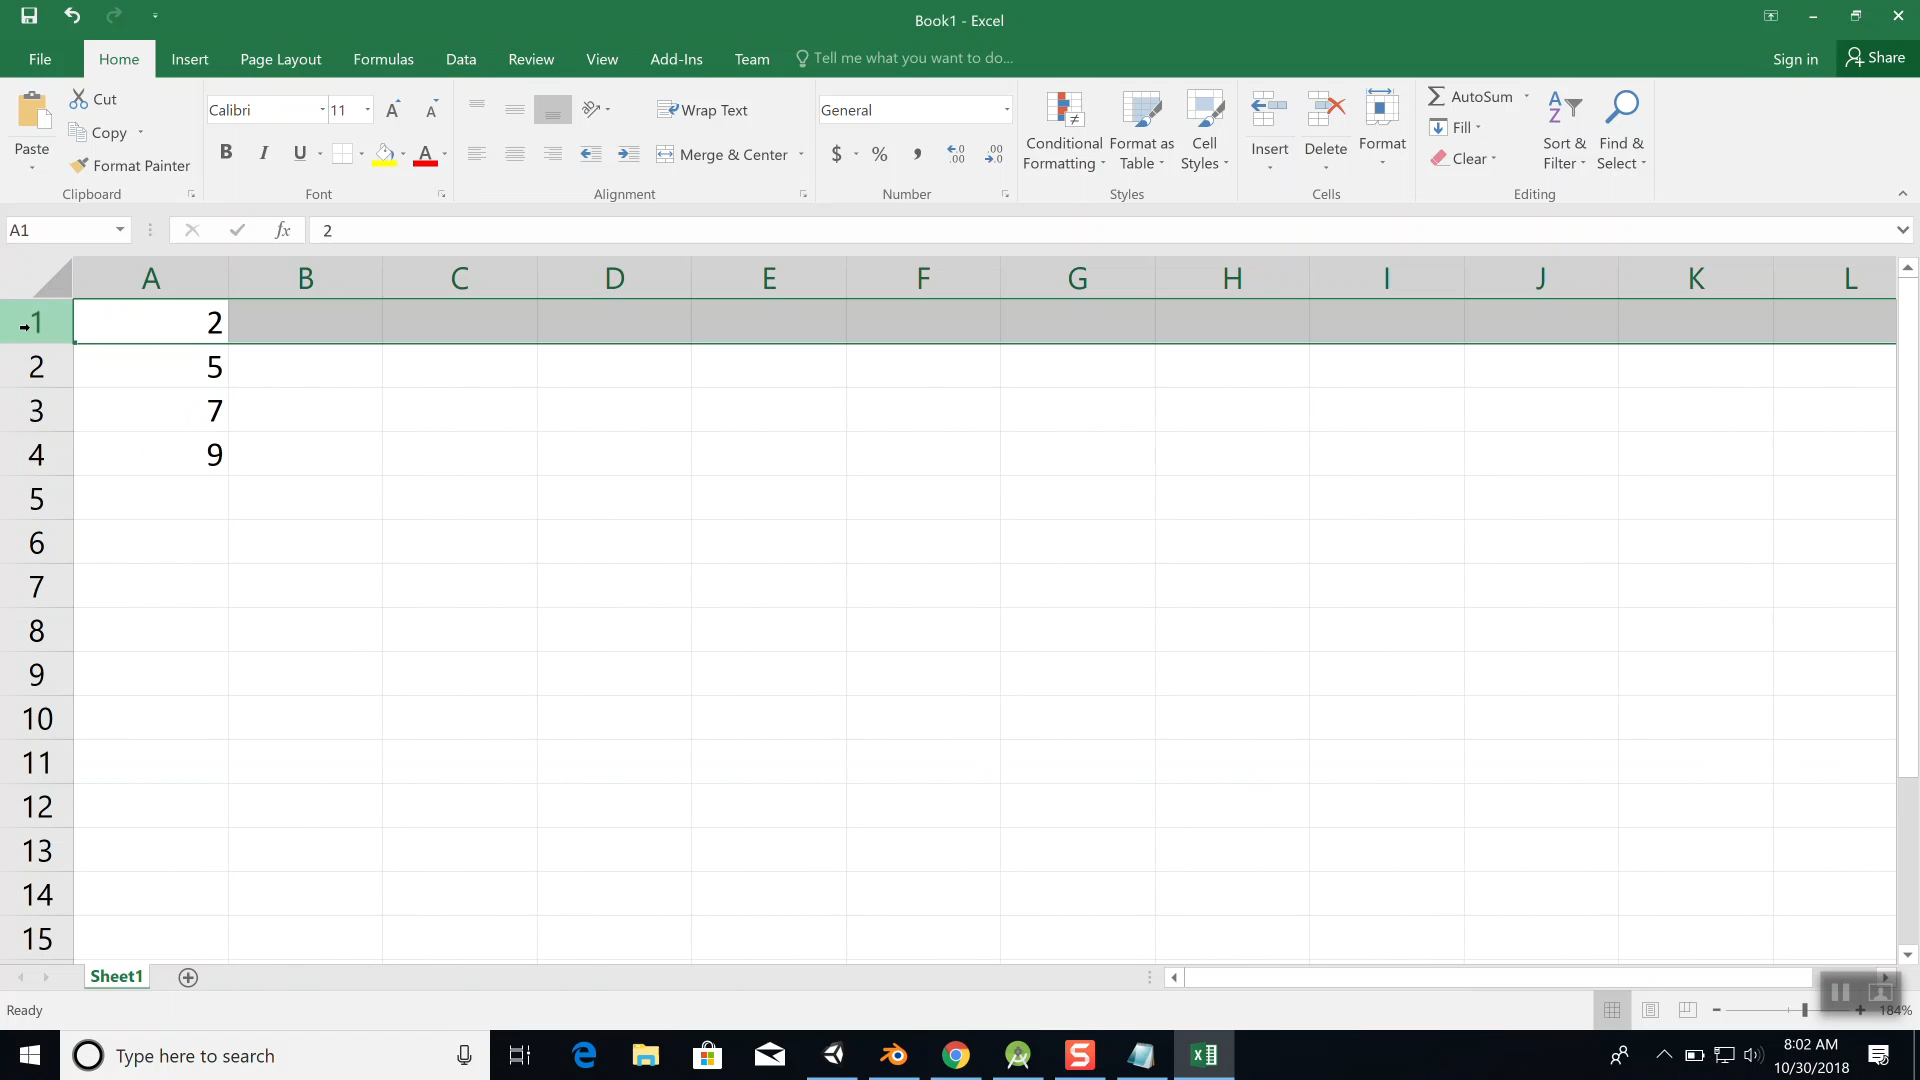 Book1 - Excel
File Home Insert Page Layout Formulas Data Review View Add-Ins Team Tell me what you want to do... Sign in Share
Paste Cut Copy Format Painter Clipboard
Calibri 11 B I U A Font
Wrap Text Merge & Center Alignment
General $ % , Number
Conditional Formatting Format as Table Cell Styles Styles
Insert Delete Format Cells
AutoSum Fill Clear Sort & Filter Find & Select Editing
A1 fx 2
A B C D E F G H I J K L
1 2
2 5
3 7
4 9
5
6
7
8
9
10
11
12
13
14
15
Sheet1
Ready 184%
Type here to search 8:02 AM
10/30/2018